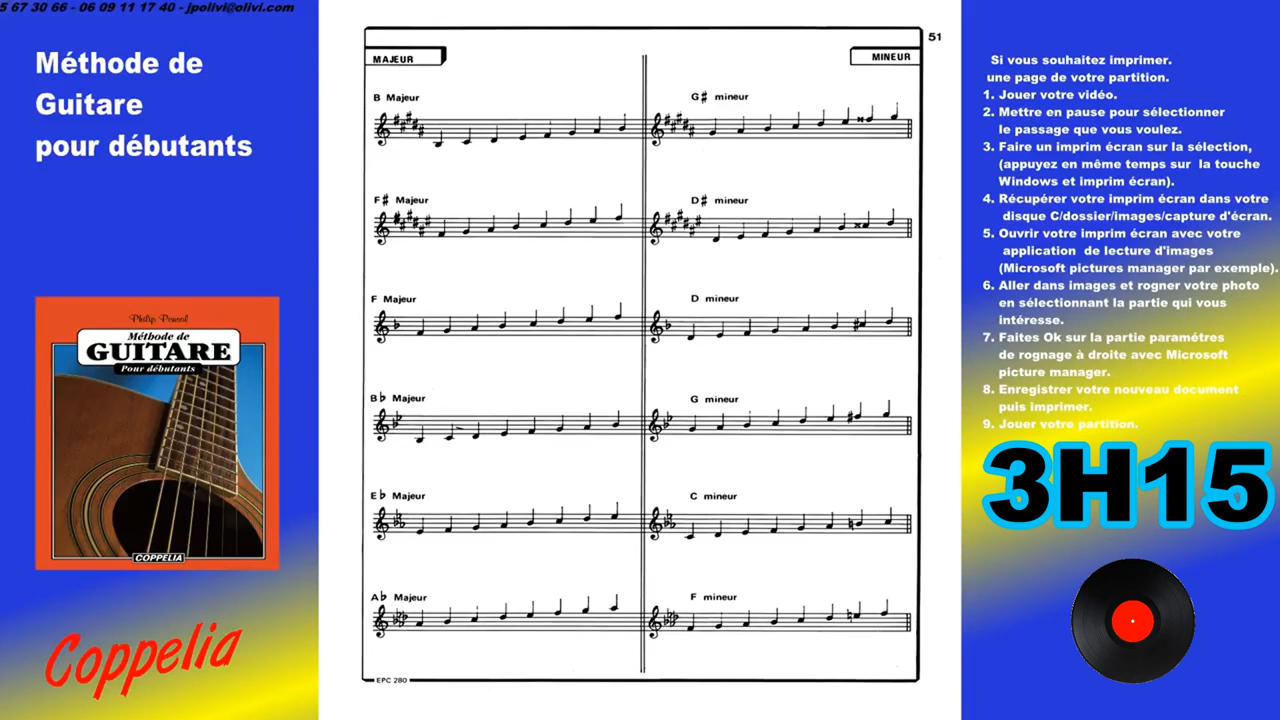 5 67 30 66 - 06 09 11 17 40 - jpolivi@olivi.com
Méthode de
Guitare
pour débutants
Philip Pascal
Méthode de
GUITARE
Pour débutants
COPPELIA
Coppelia
51
MAJEUR
MINEUR
B Majeur
G# mineur
F# Majeur
D# mineur
F Majeur
D mineur
B♭ Majeur
G mineur
E♭ Majeur
C mineur
A♭ Majeur
F mineur
EPC 280
Si vous souhaitez imprimer.
une page de votre partition.
1. Jouer votre vidéo.
2. Mettre en pause pour sélectionner
le passage que vous voulez.
3. Faire un imprim écran sur la sélection,
(appuyez en même temps sur la touche
Windows et imprim écran).
4. Récupérer votre imprim écran dans votre
disque C/dossier/images/capture d'écran.
5. Ouvrir votre imprim écran avec votre
application de lecture d'images
(Microsoft pictures manager par exemple).
6. Aller dans images et rogner votre photo
en sélectionnant la partie qui vous
intéresse.
7. Faites Ok sur la partie paramétres
de rognage à droite avec Microsoft
picture manager.
8. Enregistrer votre nouveau document
puis imprimer.
9. Jouer votre partition.
3H15